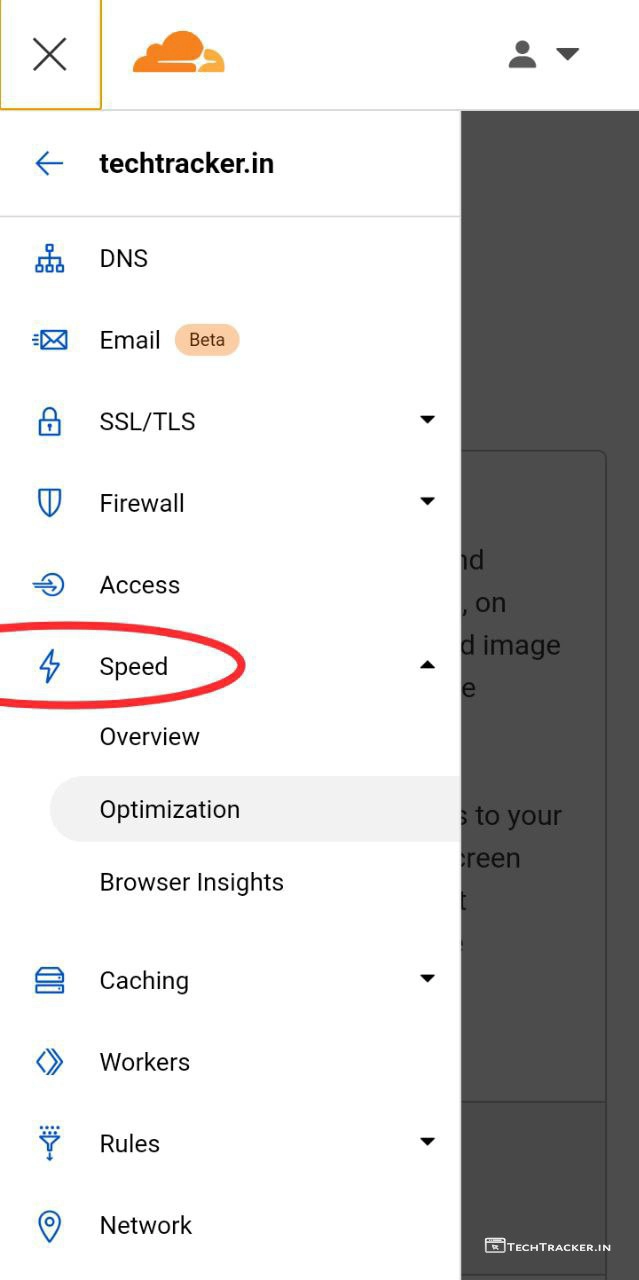 techtracker.in
DNS
Email Beta
SSL/TLS
Firewall
Access
Speed
Overview
Optimization
Browser Insights
Caching
Workers
Rules
Network
, on
d image
e
s to your
creen
t
TECHTRACKER.IN